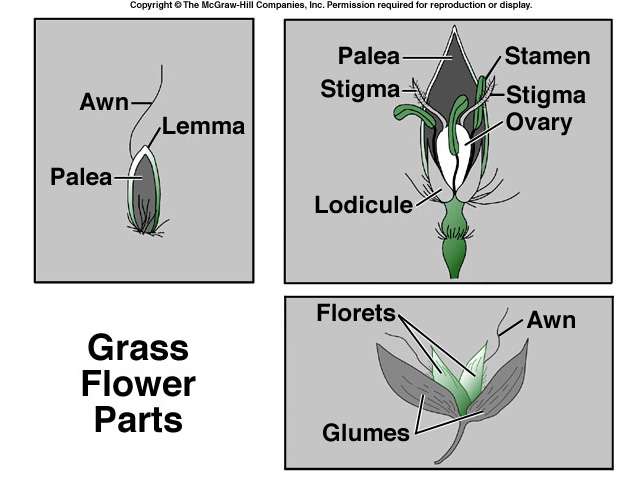 Copyright © The McGraw-Hill Companies, Inc. Permission required for reproduction or display.
Awn
Lemma
Palea
Palea
Stamen
Stigma
Stigma
Ovary
Lodicule
Grass
Flower
Parts
Florets
Awn
Glumes